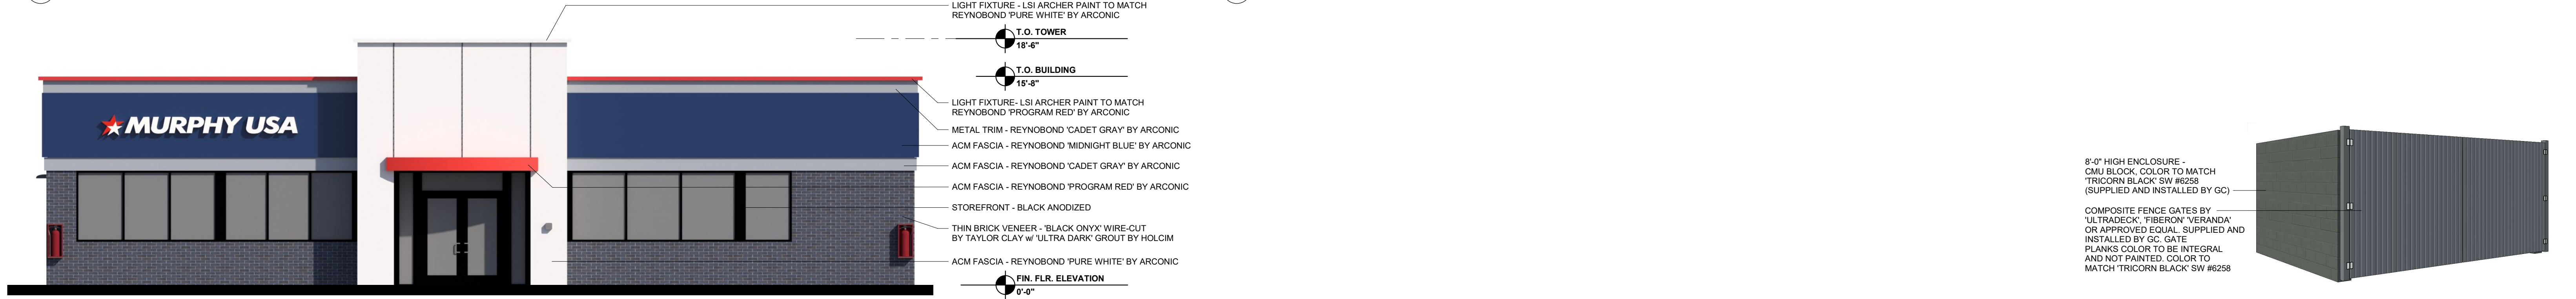 LIGHT FIXTURE - LSI ARCHER PAINT TO MATCH
REYNOBOND 'PURE WHITE' BY ARCONIC
T.O. TOWER
18'-6"
T.O. BUILDING
15'-8"
LIGHT FIXTURE- LSI ARCHER PAINT TO MATCH
REYNOBOND 'PROGRAM RED' BY ARCONIC
METAL TRIM - REYNOBOND 'CADET GRAY' BY ARCONIC
MURPHY USA
ACM FASCIA - REYNOBOND 'MIDNIGHT BLUE' BY ARCONIC
ACM FASCIA - REYNOBOND 'CADET GRAY' BY ARCONIC
ACM FASCIA - REYNOBOND 'PROGRAM RED' BY ARCONIC
STOREFRONT - BLACK ANODIZED
THIN BRICK VENEER - 'BLACK ONYX' WIRE-CUT
BY TAYLOR CLAY w/ 'ULTRA DARK' GROUT BY HOLCIM
ACM FASCIA - REYNOBOND 'PURE WHITE' BY ARCONIC
FIN. FLR. ELEVATION
0'-0"
8'-0" HIGH ENCLOSURE -
CMU BLOCK, COLOR TO MATCH
'TRICORN BLACK' SW #6258
(SUPPLIED AND INSTALLED BY GC)
COMPOSITE FENCE GATES BY
'ULTRADECK', 'FIBERON' 'VERANDA'
OR APPROVED EQUAL. SUPPLIED AND
INSTALLED BY GC. GATE
PLANKS COLOR TO BE INTEGRAL
AND NOT PAINTED. COLOR TO
MATCH 'TRICORN BLACK' SW #6258